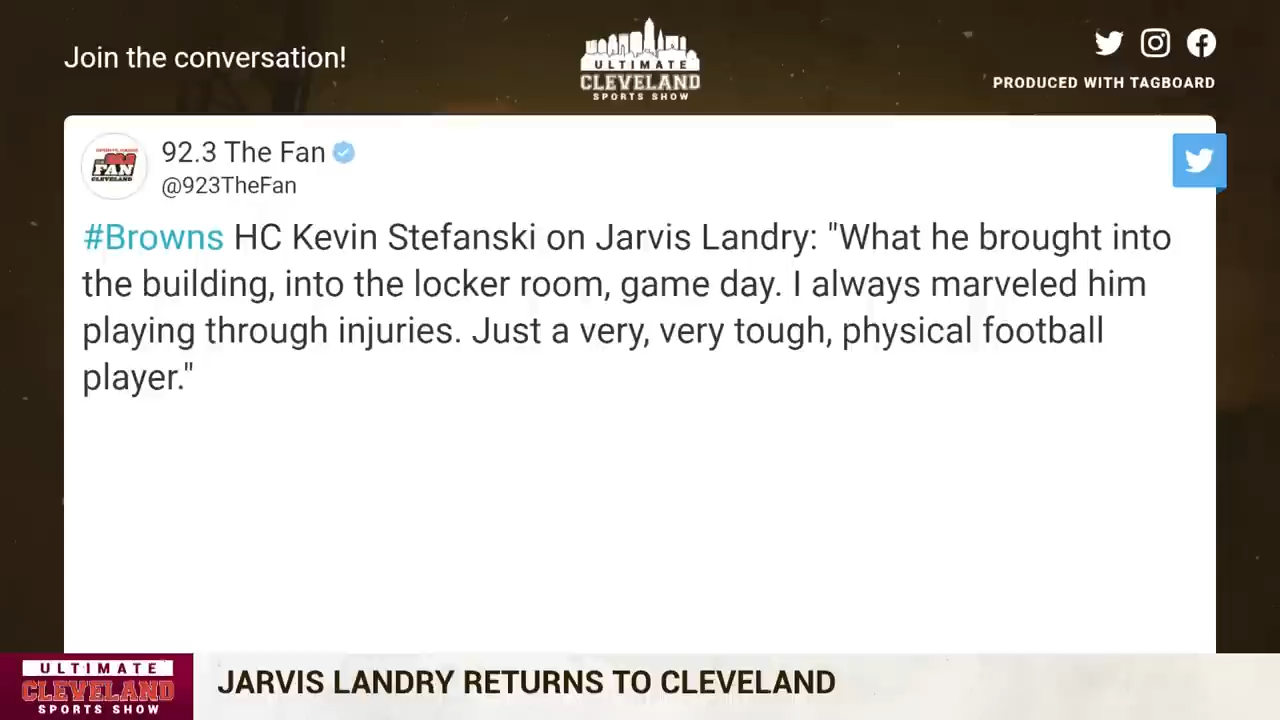 Join the conversation!
ULTIMATE
CLEVELAND
SPORTS SHOW
PRODUCED WITH TAGBOARD
FAN
CLEVELAND
92.3 The Fan
@923TheFan
#Browns HC Kevin Stefanski on Jarvis Landry: "What he brought into
the building, into the locker room, game day. I always marveled him
playing through injuries. Just a very, very tough, physical football
player."
ULTIMATE
CLEVELAND
SPORTS SHOW
JARVIS LANDRY RETURNS TO CLEVELAND